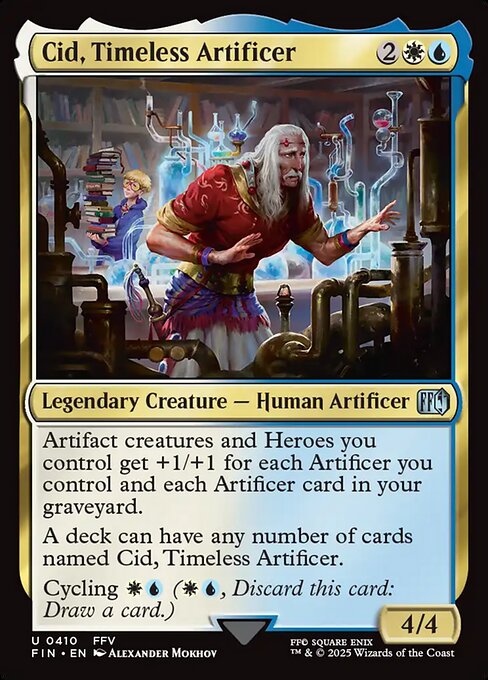 Cid, Timeless Artificer 2
Legendary Creature — Human Artificer FFV
Artifact creatures and Heroes you
control get +1/+1 for each Artificer you
control and each Artificer card in your
graveyard.
A deck can have any number of cards
named Cid, Timeless Artificer.
Cycling (, Discard this card:
Draw a card.)
4/4
U 0410 FFV
FIN • EN Alexander Mokhov
FF© SQUARE ENIX
™ & © 2025 Wizards of the Coast